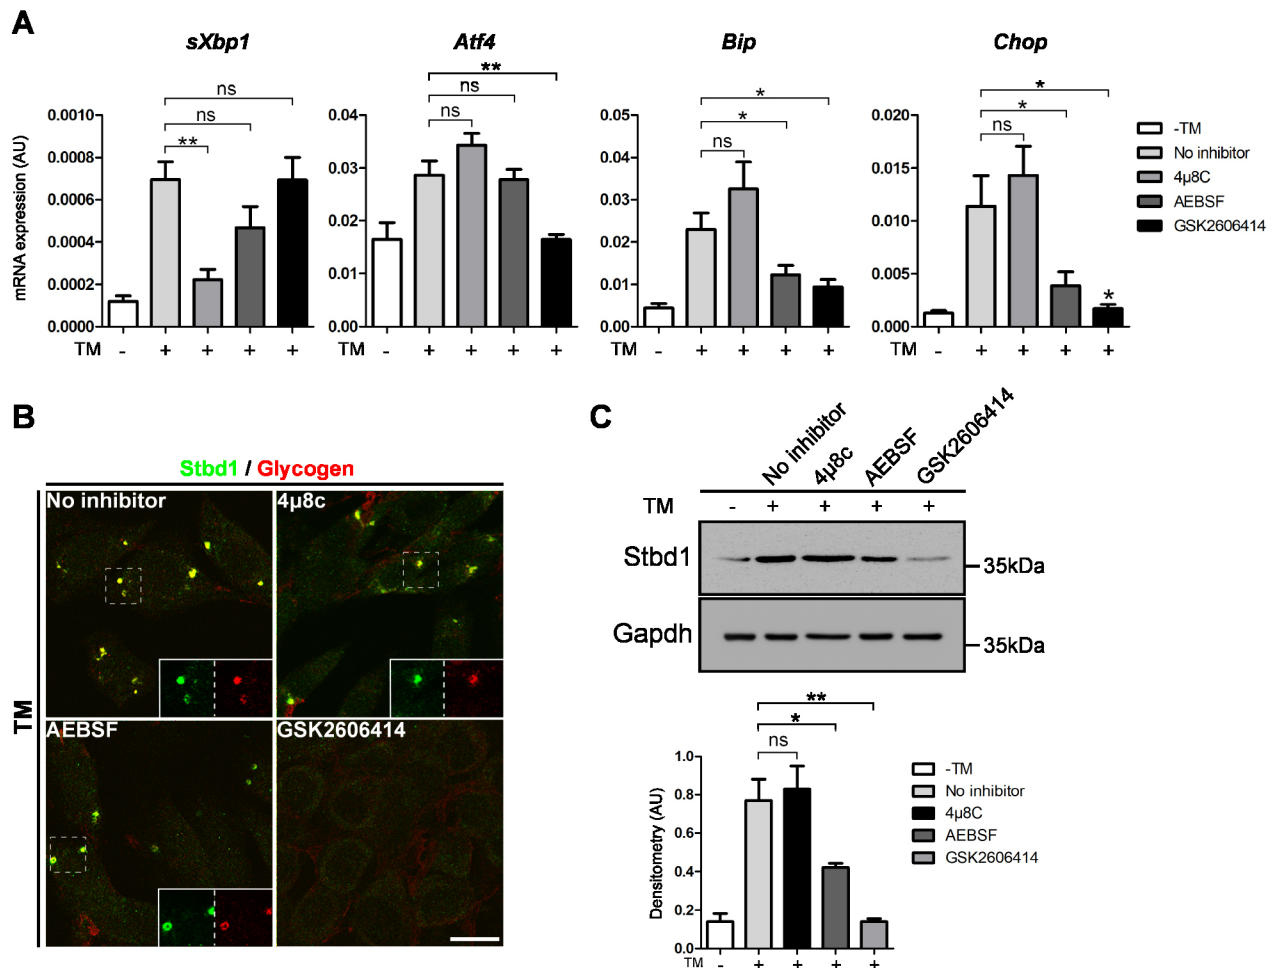 A
sXbp1
Atf4
Bip
Chop
mRNA expression (AU)
0.0010
0.0008
0.0006
0.0004
0.0002
0.0000
ns
ns
**
TM - + + + +
0.04
0.03
0.02
0.01
0.00
**
ns
ns
TM - + + + +
0.05
0.04
0.03
0.02
0.01
0.00
*
*
ns
TM - + + + +
0.020
0.015
0.010
0.005
0.000
*
*
ns
*
TM - + + + +
-TM
No inhibitor
4µ8C
AEBSF
GSK2606414
B
Stbd1 / Glycogen
TM
No inhibitor
4µ8c
AEBSF
GSK2606414
C
No inhibitor
4µ8c
AEBSF
GSK2606414
TM - + + + +
Stbd1
35kDa
Gapdh
35kDa
Densitometry (AU)
1.0
0.8
0.6
0.4
0.2
0.0
**
*
ns
TM - + + + +
-TM
No inhibitor
4µ8C
AEBSF
GSK2606414